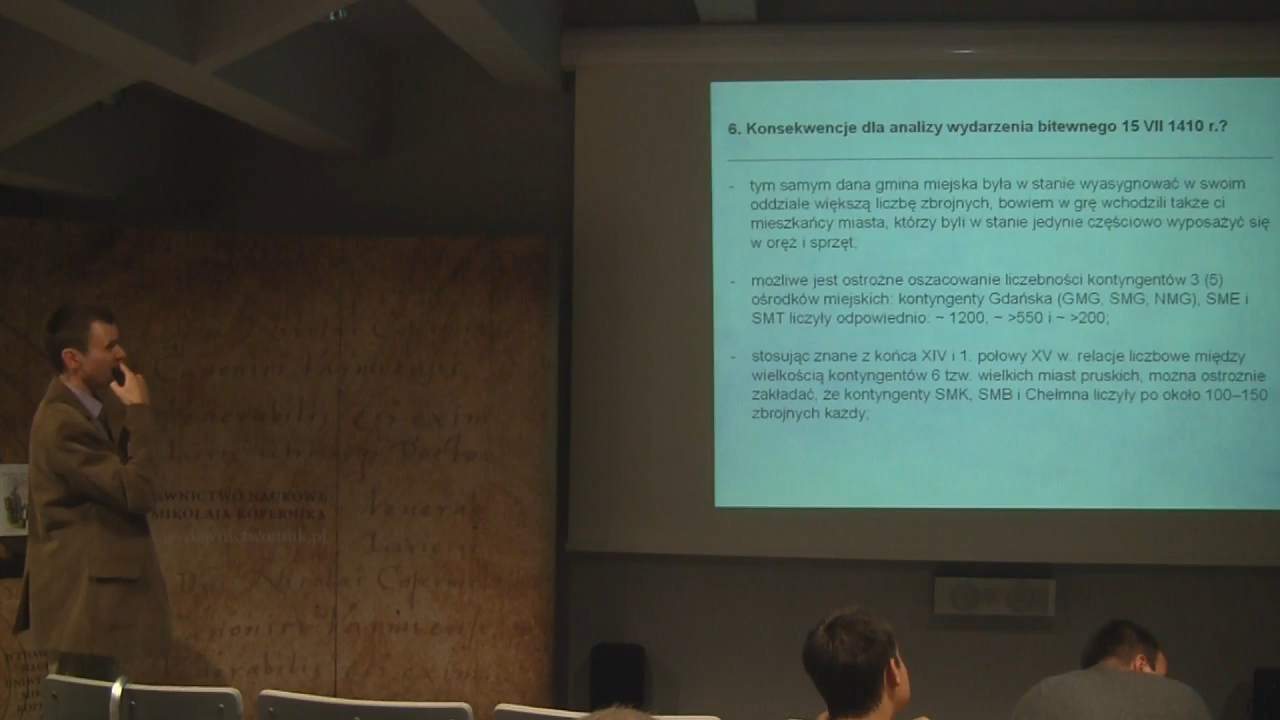 6. Konsekwencje dla analizy wydarzenia bitewnego 15 VII 1410 r.?
- tym samym dana gmina miejska była w stanie wyasygnować w swoim
oddziale większą liczbę zbrojnych, bowiem w grę wchodzili także ci
mieszkańcy miasta, którzy byli w stanie jedynie częściowo wyposażyć się
w oręż i sprzęt;
- możliwe jest ostrożne oszacowanie liczebności kontyngentów 3 (5)
ośrodków miejskich: kontyngenty Gdańska (GMG, SMG, NMG), SME i
SMT liczyły odpowiednio: ~ 1200, ~ >550 i ~ >200;
- stosując znane z końca XIV i 1. połowy XV w. relacje liczbowe między
wielkością kontyngentów 6 tzw. wielkich miast pruskich, można ostrożnie
zakładać, że kontyngenty SMK, SMB i Chełmna liczyły po około 100–150
zbrojnych każdy;
AWNICTWO NAUKOWE
MIKOŁAJA KOPERNIKA